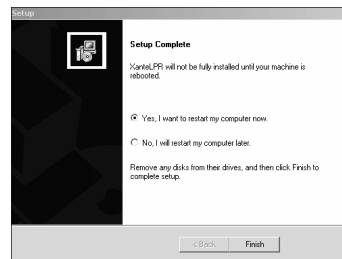 Setup
Setup Complete
XanteLPR will not be fully installed until your machine is
rebooted.
Yes, I want to restart my computer now.
No, I will restart my computer later.
Remove any disks from their drives, and then click Finish to
complete setup.
< Back
Finish